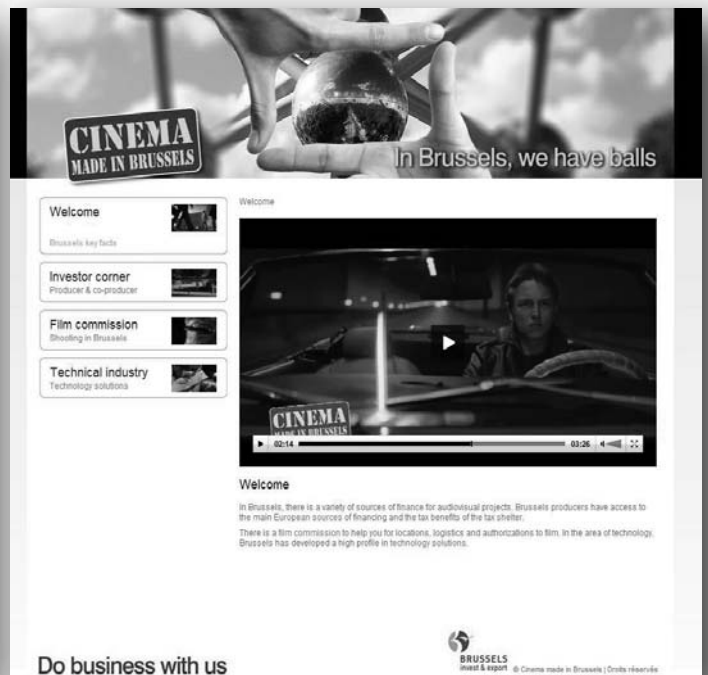 CINEMA
MADE IN BRUSSELS
In Brussels, we have balls
Welcome
Brussels key facts
Investor corner
Producer & co-producer
Film commission
Shooting in Brussels
Technical industry
Technology solutions
Welcome
CINEMA
MADE IN BRUSSELS
02:14
03:26
Welcome
In Brussels, there is a variety of sources of finance for audiovisual projects. Brussels producers have access to
the main European sources of financing and the tax benefits of the tax shelter.
There is a film commission to help you for locations, logistics and authorizations to film. In the area of technology,
Brussels has developed a high profile in technology solutions.
Do business with us
BRUSSELS
invest & export
© Cinema made in Brussels | Droits réservés